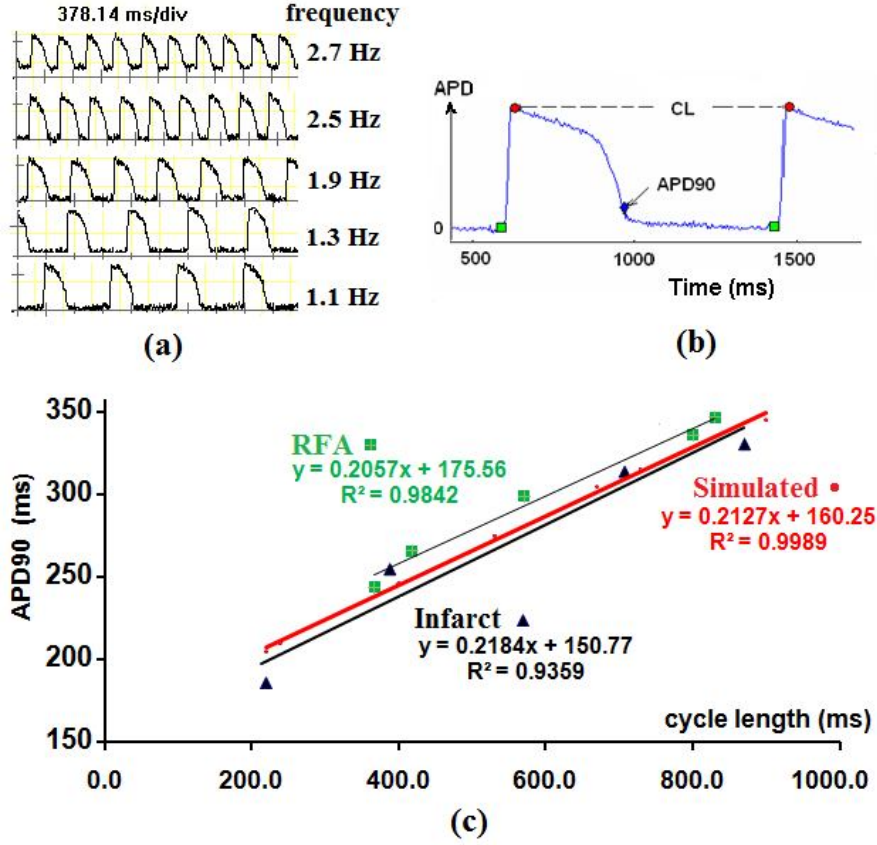 378.14 ms/div
frequency
2.7 Hz
2.5 Hz
1.9 Hz
1.3 Hz
1.1 Hz
(a)
APD
CL
APD90
0
500
1000
1500
Time (ms)
(b)
350
300
250
200
150
APD90 (ms)
RFA
y = 0.2057x + 175.56
R² = 0.9842
Simulated
y = 0.2127x + 160.25
R² = 0.9989
Infarct
y = 0.2184x + 150.77
R² = 0.9359
cycle length (ms)
0.0
200.0
400.0
600.0
800.0
1000.0
(c)